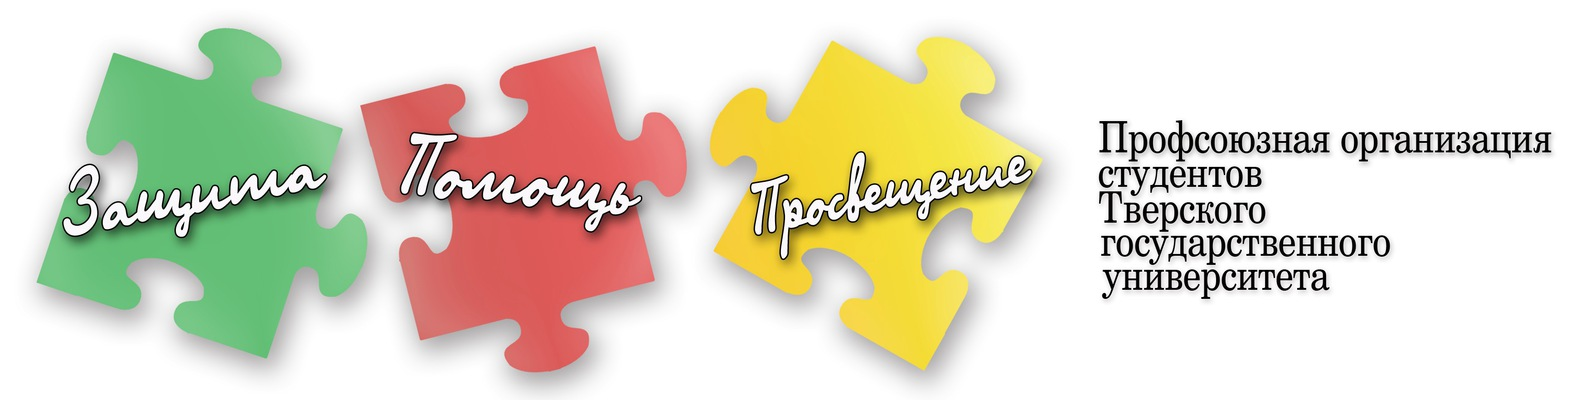 Защита
Помощь
Просвещение
Профсоюзная организация
студентов
Тверского
государственного
университета